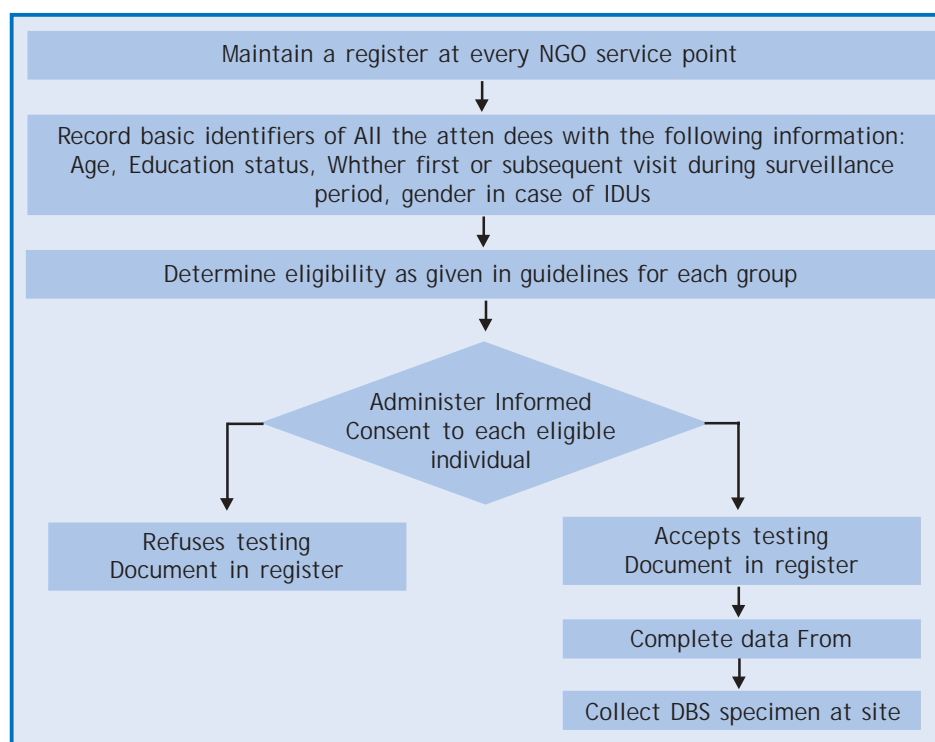 Maintain a register at every NGO service point
Record basic identifiers of All the atten dees with the following information:
Age, Education status, Whther first or subsequent visit during surveillance
period, gender in case of IDUs
Determine eligibility as given in guidelines for each group
Administer Informed
Consent to each eligible
individual
Refuses testing
Document in register
Accepts testing
Document in register
Complete data From
Collect DBS specimen at site